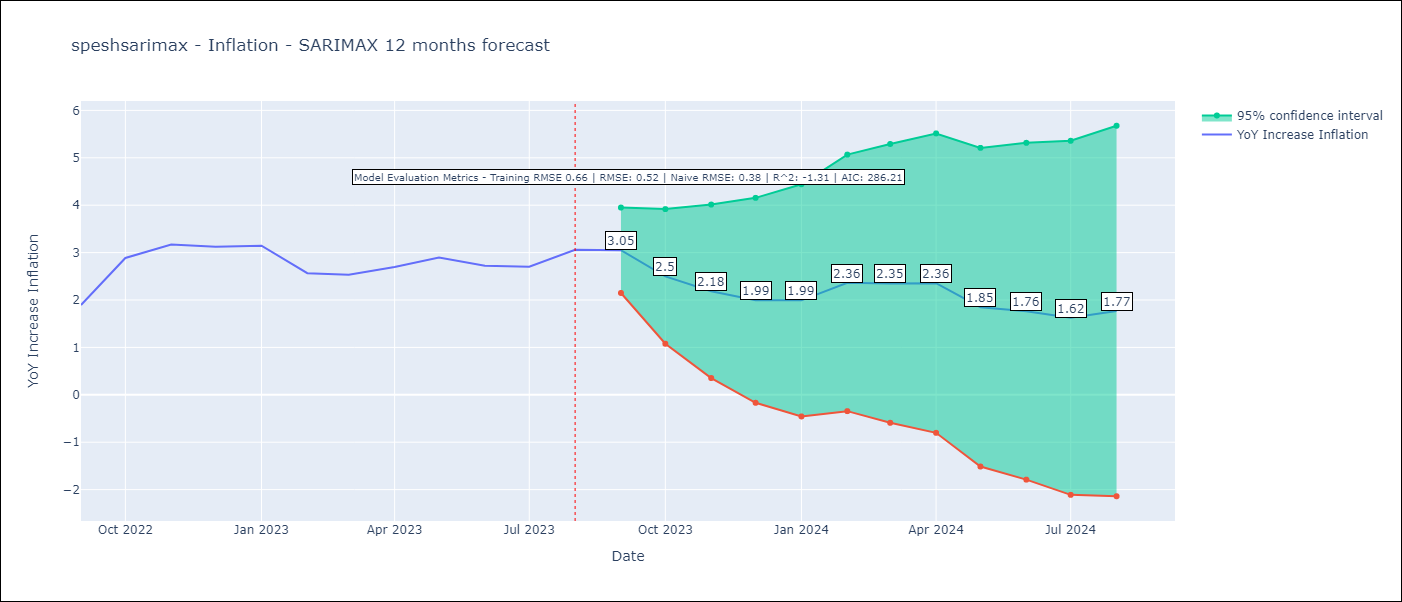 speshsarimax - Inflation - SARIMAX 12 months forecast
95% confidence interval
YoY Increase Inflation
Model Evaluation Metrics - Training RMSE 0.66 | RMSE: 0.52 | Naive RMSE: 0.38 | R^2: -1.31 | AIC: 286.21
YoY Increase Inflation
6
5
4
3
2
1
0
−1
−2
3.05
2.5
2.18
1.99
1.99
2.36
2.35
2.36
1.85
1.76
1.62
1.77
Oct 2022
Jan 2023
Apr 2023
Jul 2023
Oct 2023
Jan 2024
Apr 2024
Jul 2024
Date